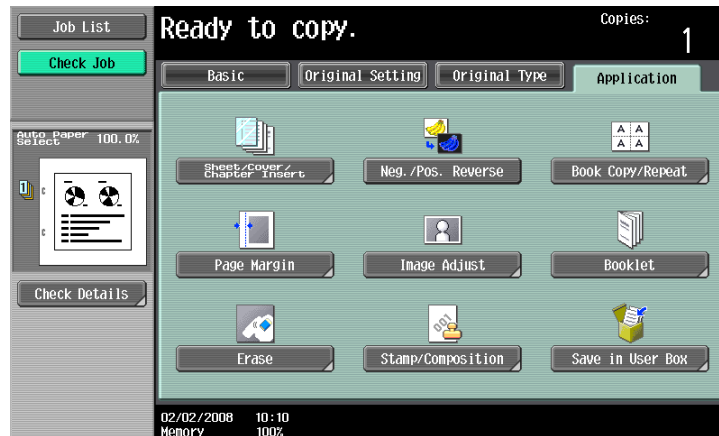 Job List
Check Job
Ready to copy.
Copies:
1
Basic
Original Setting
Original Type
Application
Auto Paper
Select
100.0%
Sheet/Cover/
Chapter Insert
Neg./Pos. Reverse
A A
A A
Book Copy/Repeat
Page Margin
Image Adjust
Booklet
Check Details
001
Erase
Stamp/Composition
Save in User Box
02/02/2008 10:10
Memory 100%